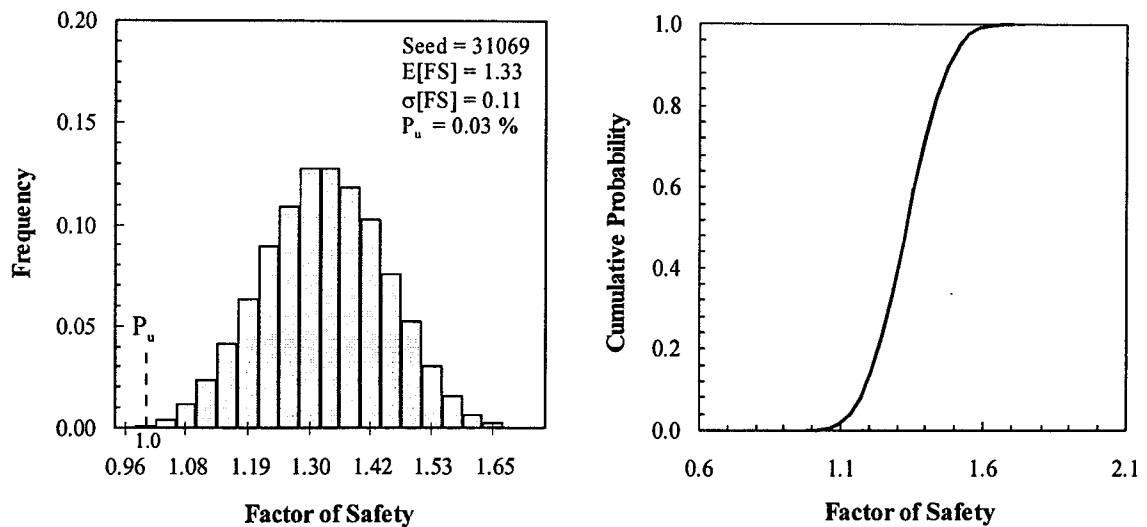 0.20
0.15
0.10
0.05
0.00
Frequency
Seed = 31069
E[FS] = 1.33
σ[FS] = 0.11
Pu = 0.03 %
Pu
1.0
0.96 1.08 1.19 1.30 1.42 1.53 1.65
Factor of Safety
1.0
0.8
0.6
0.4
0.2
0.0
Cumulative Probability
0.6 1.1 1.6 2.1
Factor of Safety